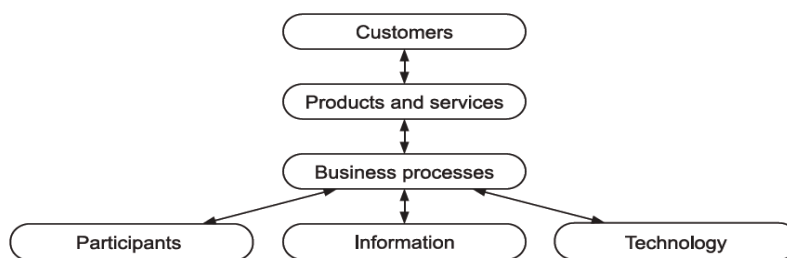 Customers
Products and services
Business processes
Participants
Information
Technology